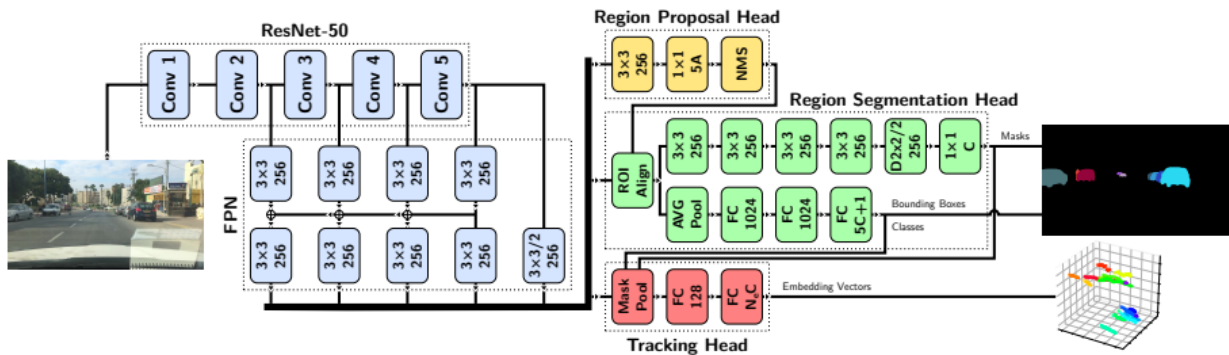 ResNet-50
Conv 1
Conv 2
Conv 3
Conv 4
Conv 5
FPN
3×3
256
3×3
256
3×3
256
3×3
256
3×3
256
3×3
256
3×3
256
3×3
256
3×3/2
256
Region Proposal Head
3×3
256
1×1
5A
NMS
Region Segmentation Head
ROI
Align
3×3
256
3×3
256
3×3
256
3×3
256
D2x2/2
256
1×1
C
Masks
AVG
Pool
FC
1024
FC
1024
FC
5C+1
Bounding Boxes
Classes
Mask
Pool
FC
128
FC
NₑC
Embedding Vectors
Tracking Head